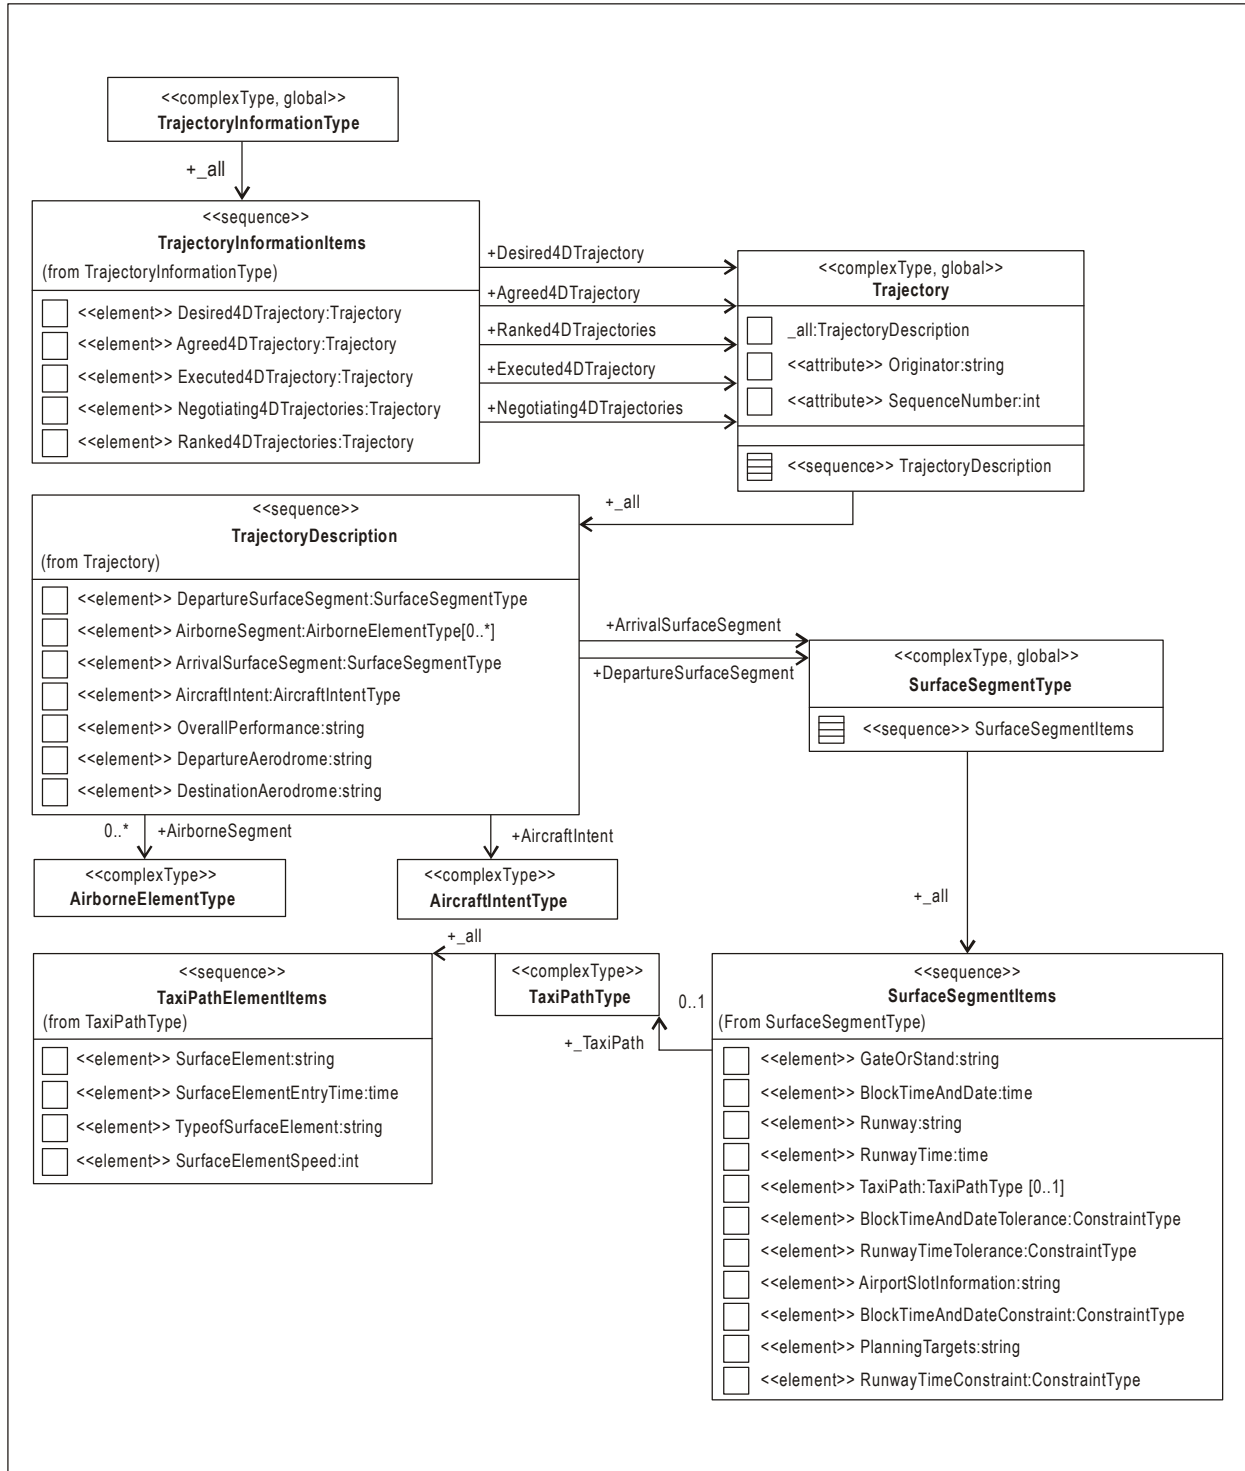 <<complexType, global>>
TrajectoryInformationType
+_all
<<sequence>>
TrajectoryInformationItems
(from TrajectoryInformationType)
<<element>> Desired4DTrajectory:Trajectory
<<element>> Agreed4DTrajectory:Trajectory
<<element>> Executed4DTrajectory:Trajectory
<<element>> Negotiating4DTrajectories:Trajectory
<<element>> Ranked4DTrajectories:Trajectory
+Desired4DTrajectory
+Agreed4DTrajectory
+Ranked4DTrajectories
+Executed4DTrajectory
+Negotiating4DTrajectories
<<complexType, global>>
Trajectory
_all:TrajectoryDescription
<<attribute>> Originator:string
<<attribute>> SequenceNumber:int
<<sequence>> TrajectoryDescription
+_all
<<sequence>>
TrajectoryDescription
(from Trajectory)
<<element>> DepartureSurfaceSegment:SurfaceSegmentType
<<element>> AirborneSegment:AirborneElementType[0..*]
<<element>> ArrivalSurfaceSegment:SurfaceSegmentType
<<element>> AircraftIntent:AircraftIntentType
<<element>> OverallPerformance:string
<<element>> DepartureAerodrome:string
<<element>> DestinationAerodrome:string
+ArrivalSurfaceSegment
+DepartureSurfaceSegment
<<complexType, global>>
SurfaceSegmentType
<<sequence>> SurfaceSegmentItems
0..* +AirborneSegment
+AircraftIntent
<<complexType>>
AirborneElementType
<<complexType>>
AircraftIntentType
+_all
+_all
<<sequence>>
TaxiPathElementItems
(from TaxiPathType)
<<element>> SurfaceElement:string
<<element>> SurfaceElementEntryTime:time
<<element>> TypeofSurfaceElement:string
<<element>> SurfaceElementSpeed:int
<<complexType>>
TaxiPathType
0..1
+_TaxiPath
<<sequence>>
SurfaceSegmentItems
(From SurfaceSegmentType)
<<element>> GateOrStand:string
<<element>> BlockTimeAndDate:time
<<element>> Runway:string
<<element>> RunwayTime:time
<<element>> TaxiPath:TaxiPathType [0..1]
<<element>> BlockTimeAndDateTolerance:ConstraintType
<<element>> RunwayTimeTolerance:ConstraintType
<<element>> AirportSlotInformation:string
<<element>> BlockTimeAndDateConstraint:ConstraintType
<<element>> PlanningTargets:string
<<element>> RunwayTimeConstraint:ConstraintType